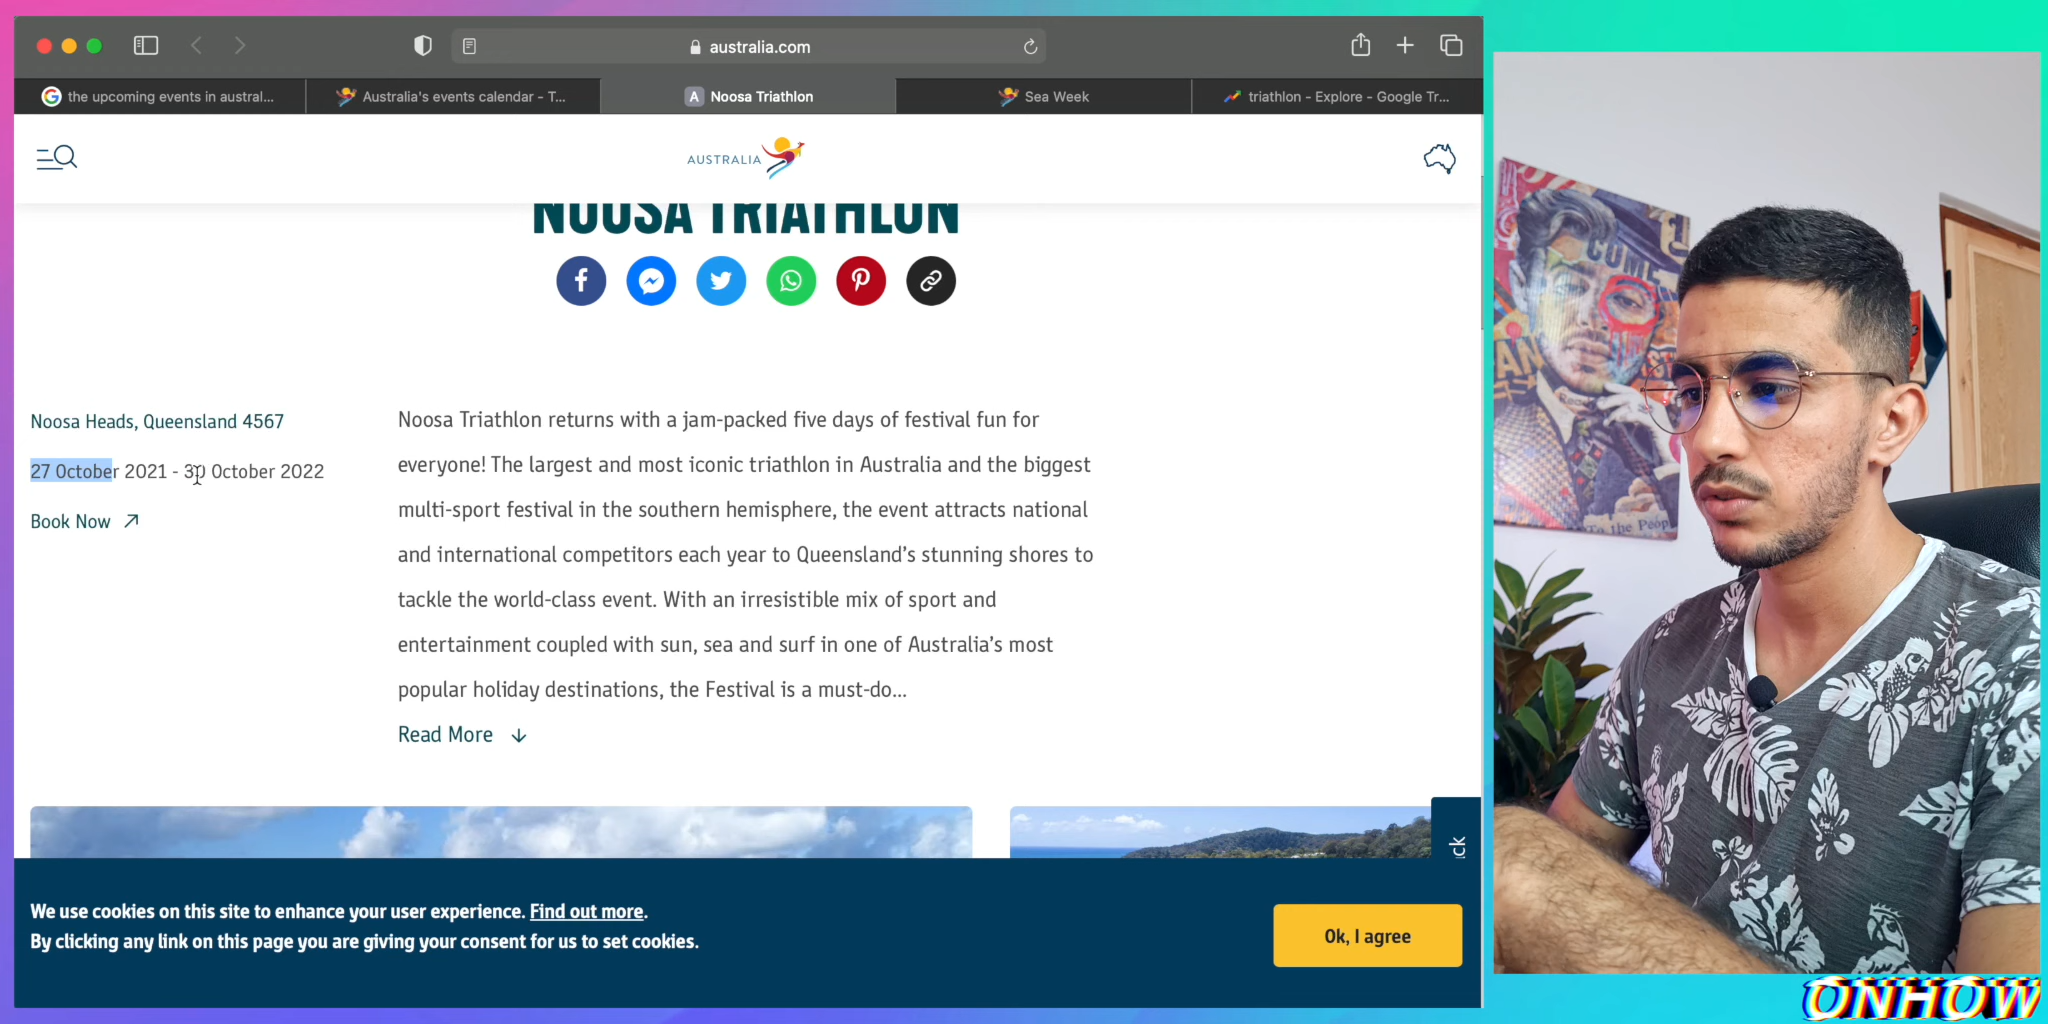 australia.com
the upcoming events in austral...
Australia's events calendar - T...
A Noosa Triathlon
Sea Week
triathlon - Explore - Google Tr...
AUSTRALIA
NOOSA TRIATHLON
Noosa Heads, Queensland 4567
27 October 2021 - 30 October 2022
Book Now
Noosa Triathlon returns with a jam-packed five days of festival fun for
everyone! The largest and most iconic triathlon in Australia and the biggest
multi-sport festival in the southern hemisphere, the event attracts national
and international competitors each year to Queensland's stunning shores to
tackle the world-class event. With an irresistible mix of sport and
entertainment coupled with sun, sea and surf in one of Australia's most
popular holiday destinations, the Festival is a must-do...
Read More
ck
We use cookies on this site to enhance your user experience. Find out more.
By clicking any link on this page you are giving your consent for us to set cookies.
Ok, I agree
COME
to the People
ONHOW